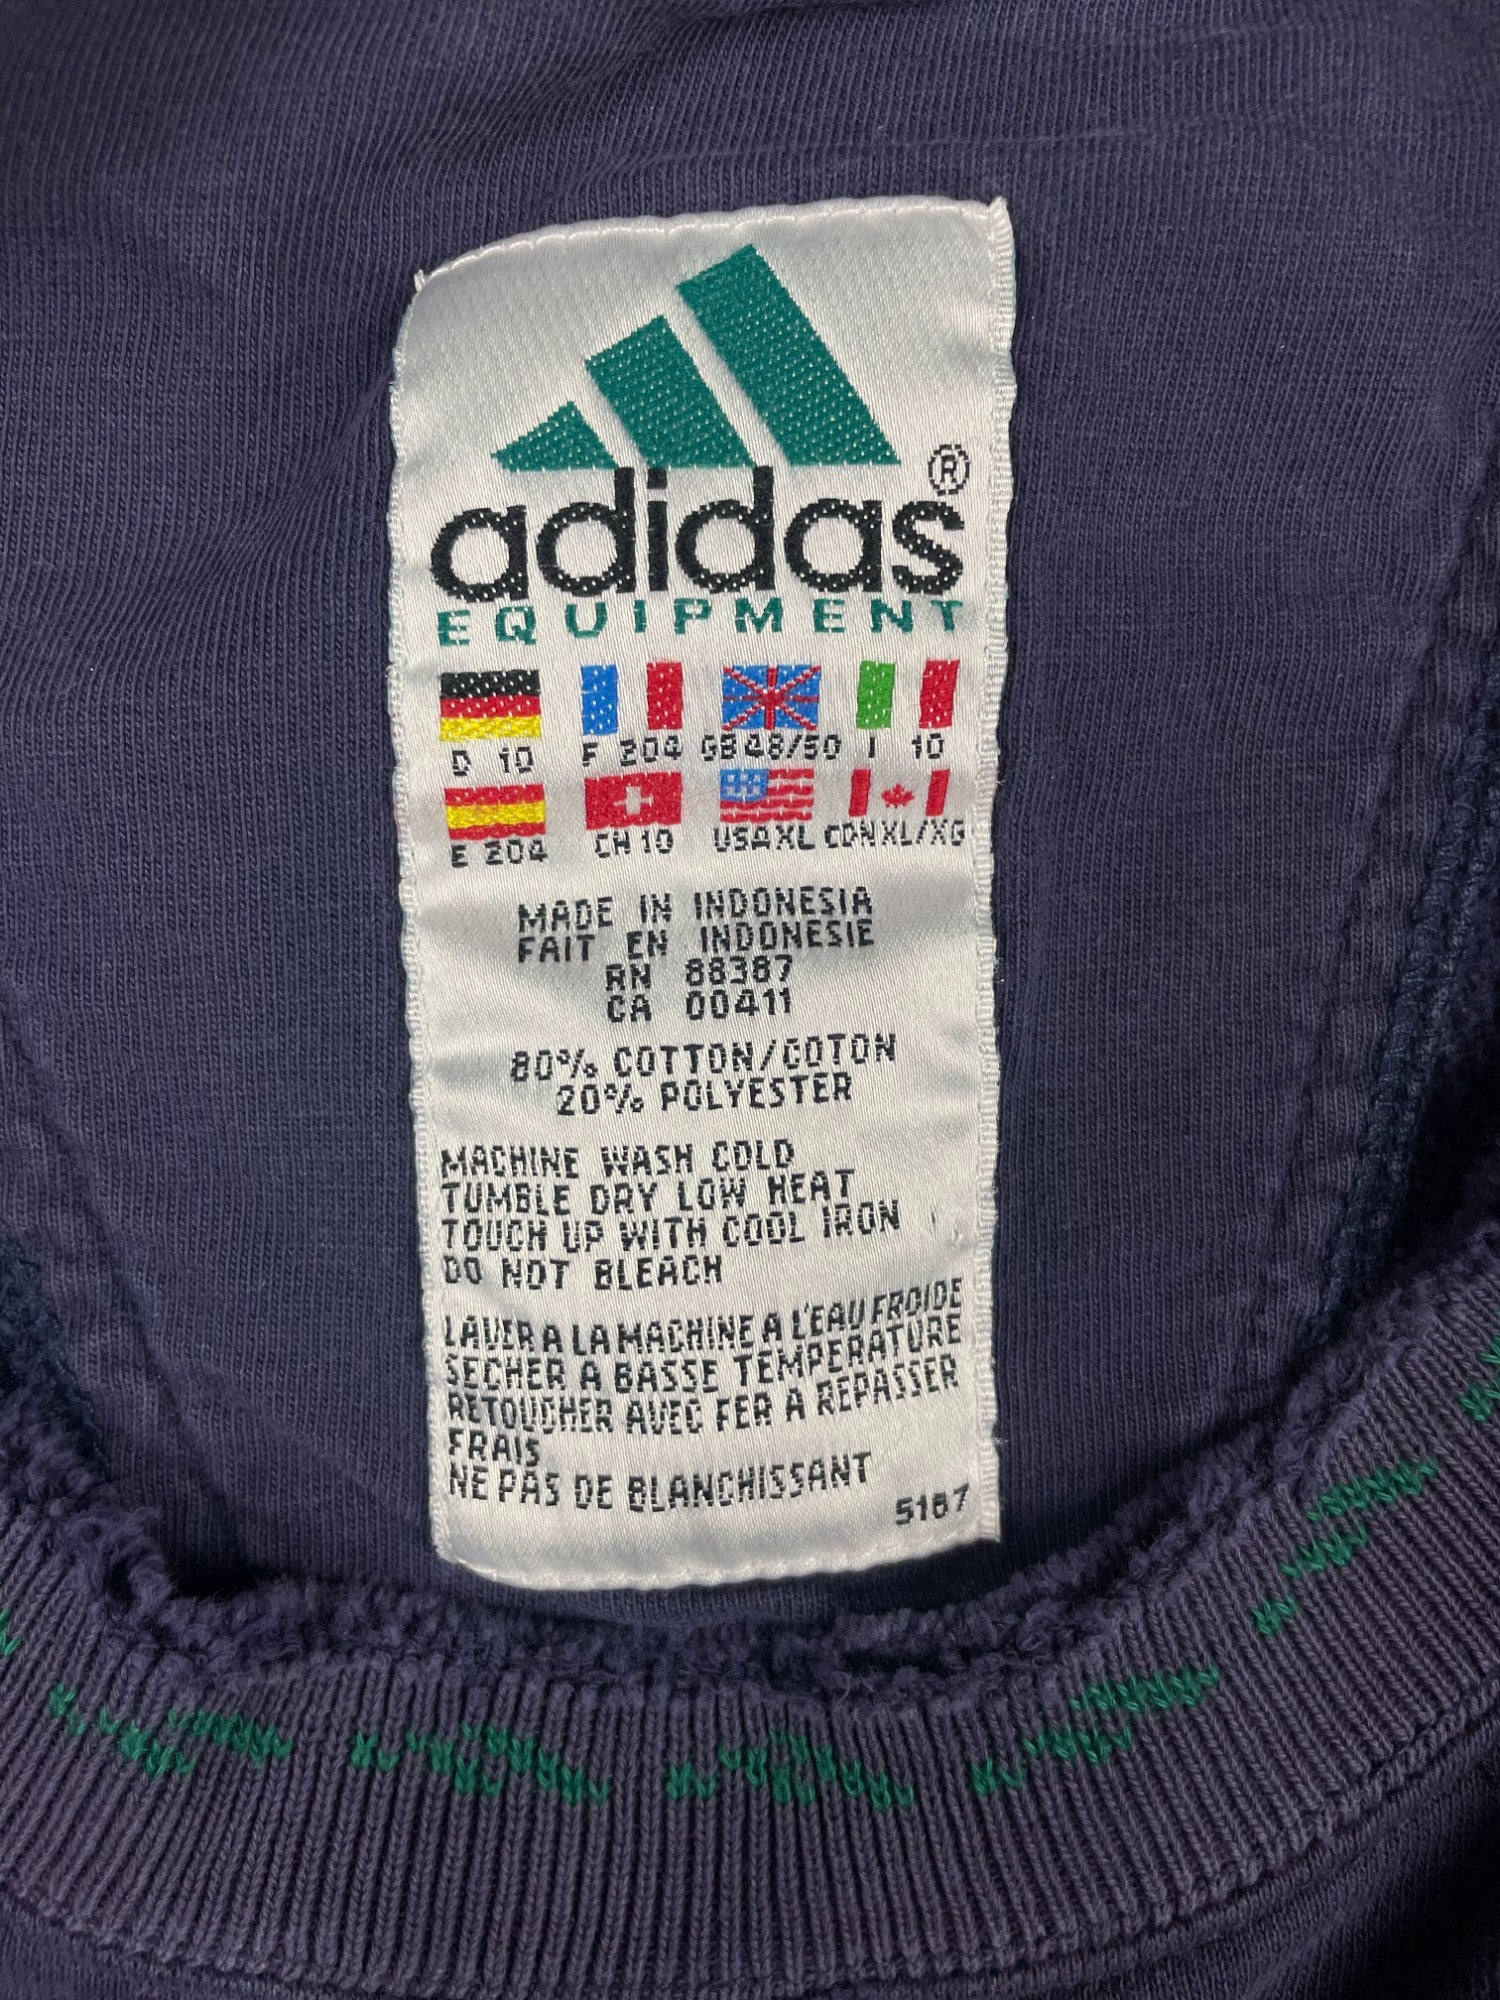 adidas®
EQUIPMENT
D 10 F 204 GB 48/50 I 10
E 204 CH 10 USA XL CDN XL/XG
MADE IN INDONESIA
FAIT EN INDONESIE
RN 88387
CA 00411
80% COTTON/COTON
20% POLYESTER
MACHINE WASH COLD
TUMBLE DRY LOW HEAT
TOUCH UP WITH COOL IRON
DO NOT BLEACH
LAVER A LA MACHINE A L'EAU FROIDE
SECHER A BASSE TEMPERATURE
RETOUCHER AVEC FER A REPASSER
FRAIS
NE PAS DE BLANCHISSANT
5187